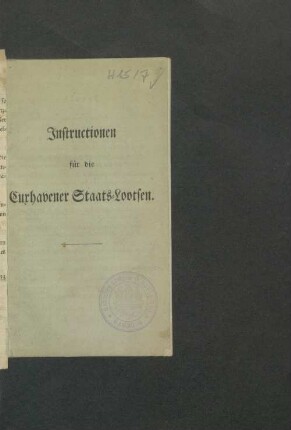 Instructionen
für die
Cuxhavener Staats-Lootsen.